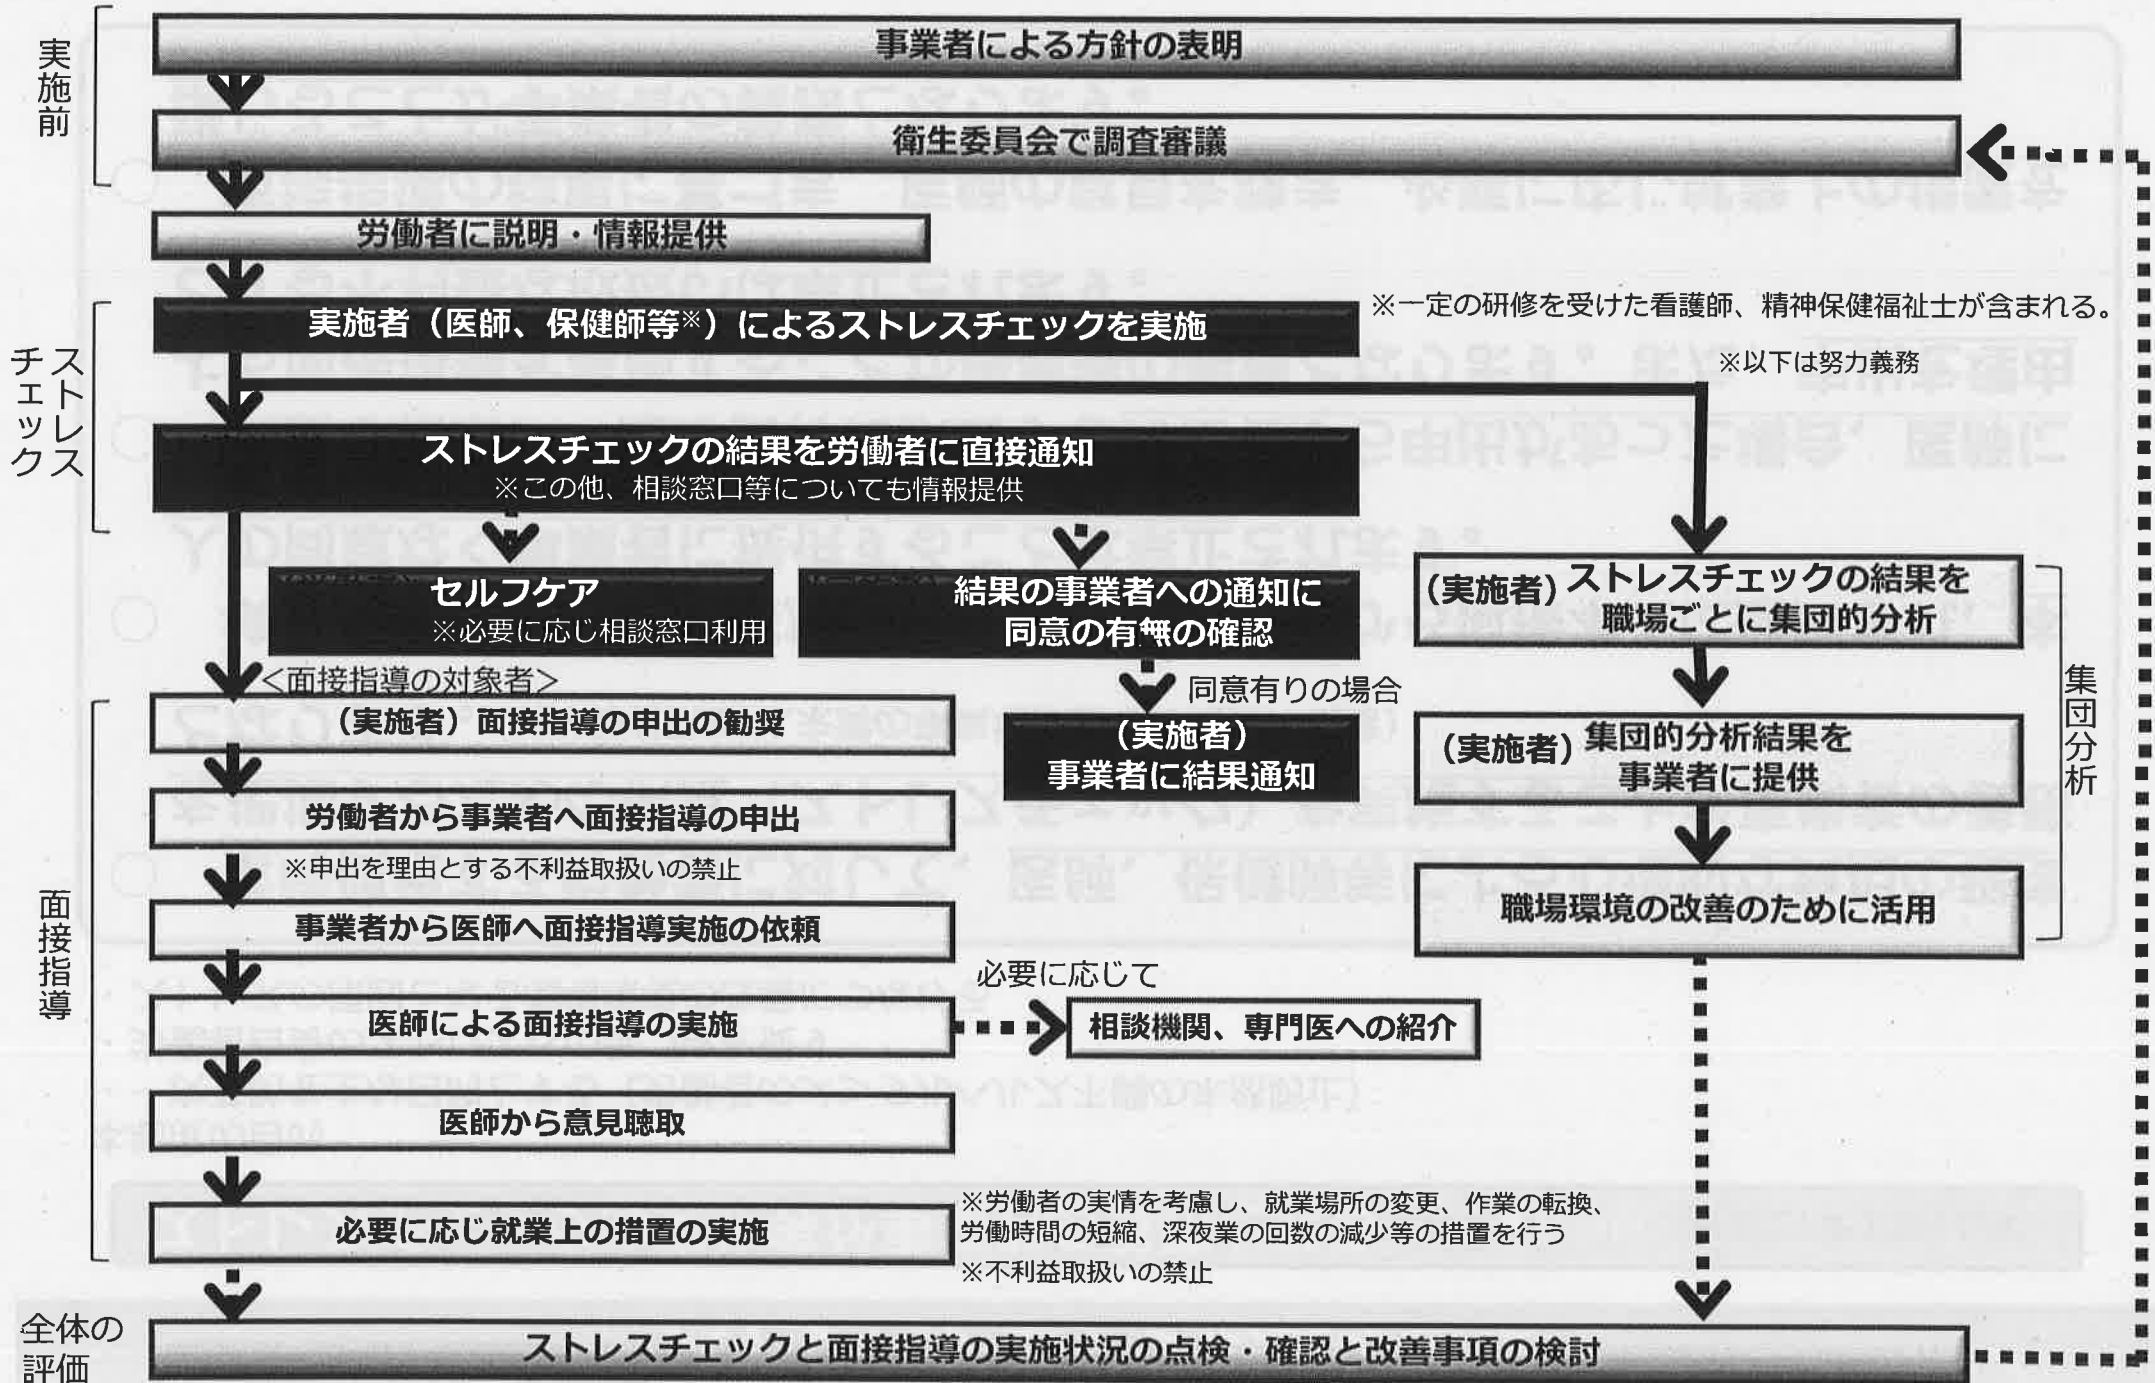 実施前
事業者による方針の表明
衛生委員会で調査審議
労働者に説明・情報提供
ストレス
チェック
実施者（医師、保健師等※）によるストレスチェックを実施
※一定の研修を受けた看護師、精神保健福祉士が含まれる。
※以下は努力義務
ストレスチェックの結果を労働者に直接通知
※この他、相談窓口等についても情報提供
セルフケア
※必要に応じ相談窓口利用
結果の事業者への通知に
同意の有無の確認
同意有りの場合
（実施者）
事業者に結果通知
集団分析
（実施者）ストレスチェックの結果を
職場ごとに集団的分析
（実施者）集団的分析結果を
事業者に提供
職場環境の改善のために活用
面接指導
＜面接指導の対象者＞
（実施者）面接指導の申出の勧奨
労働者から事業者へ面接指導の申出
※申出を理由とする不利益取扱いの禁止
事業者から医師へ面接指導実施の依頼
医師による面接指導の実施
必要に応じて
相談機関、専門医への紹介
医師から意見聴取
必要に応じ就業上の措置の実施
※労働者の実情を考慮し、就業場所の変更、作業の転換、
労働時間の短縮、深夜業の回数の減少等の措置を行う
※不利益取扱いの禁止
全体の
評価
ストレスチェックと面接指導の実施状況の点検・確認と改善事項の検討